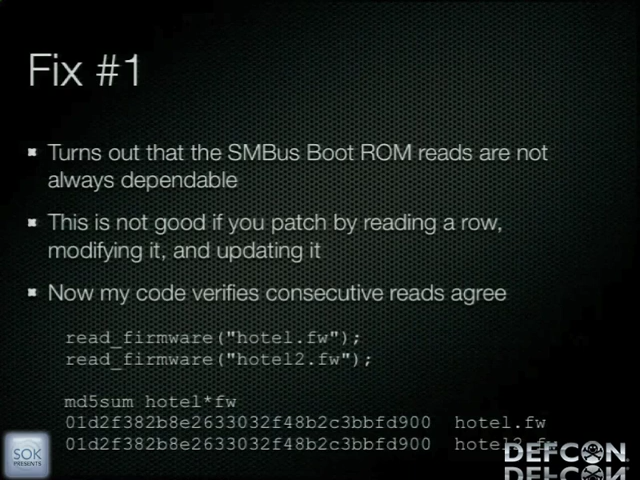 Fix #1
Turns out that the SMBus Boot ROM reads are not
always dependable
This is not good if you patch by reading a row,
modifying it, and updating it
Now my code verifies consecutive reads agree
read_firmware("hotel.fw");
read_firmware("hotel2.fw");
md5sum hotel*fw
01d2f382b8e2633032f48b2c3bbfd900 hotel.fw
01d2f382b8e2633032f48b2c3bbfd900 hotel2.fw
SOK
PRESENTS
DEFCON